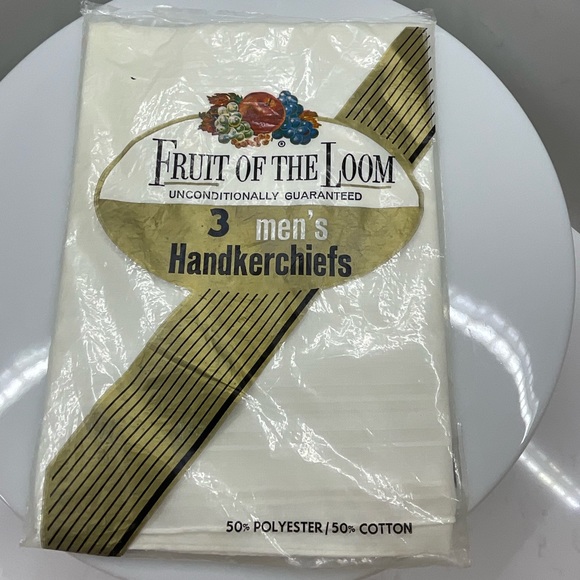 ®
FRUIT OF THE LOOM
UNCONDITIONALLY GUARANTEED
3 men's
Handkerchiefs
50% POLYESTER/50% COTTON